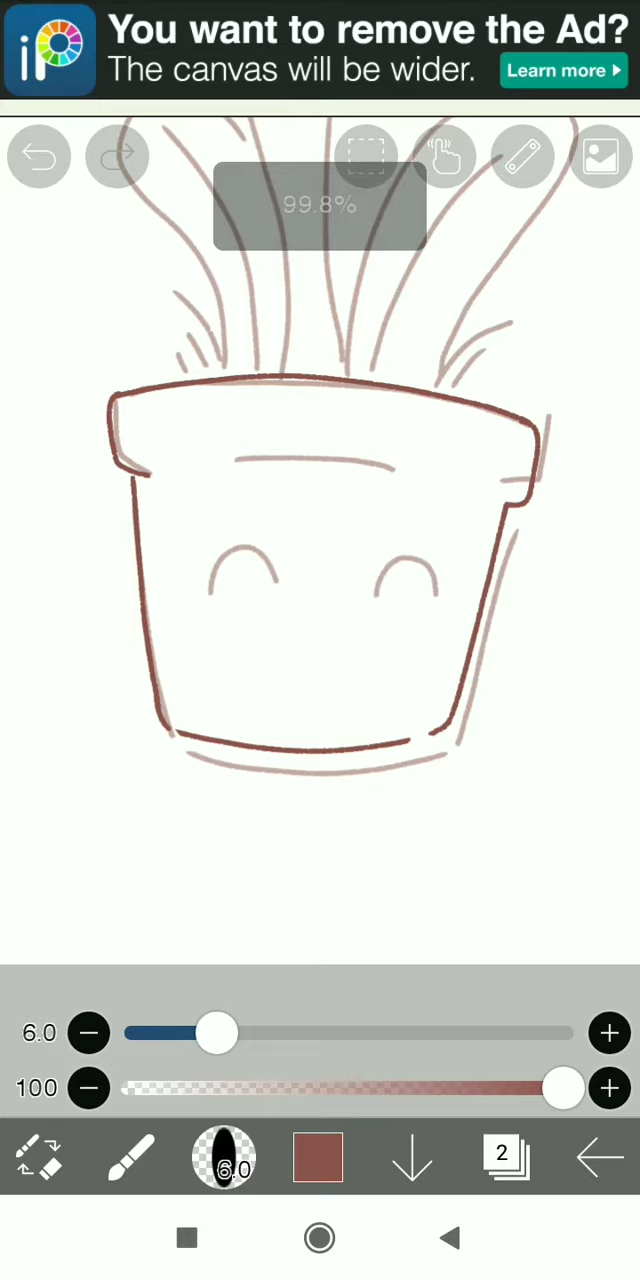 You want to remove the Ad?
iP
The canvas will be wider.
Learn more
99.8%
6.0
100
6.0
2